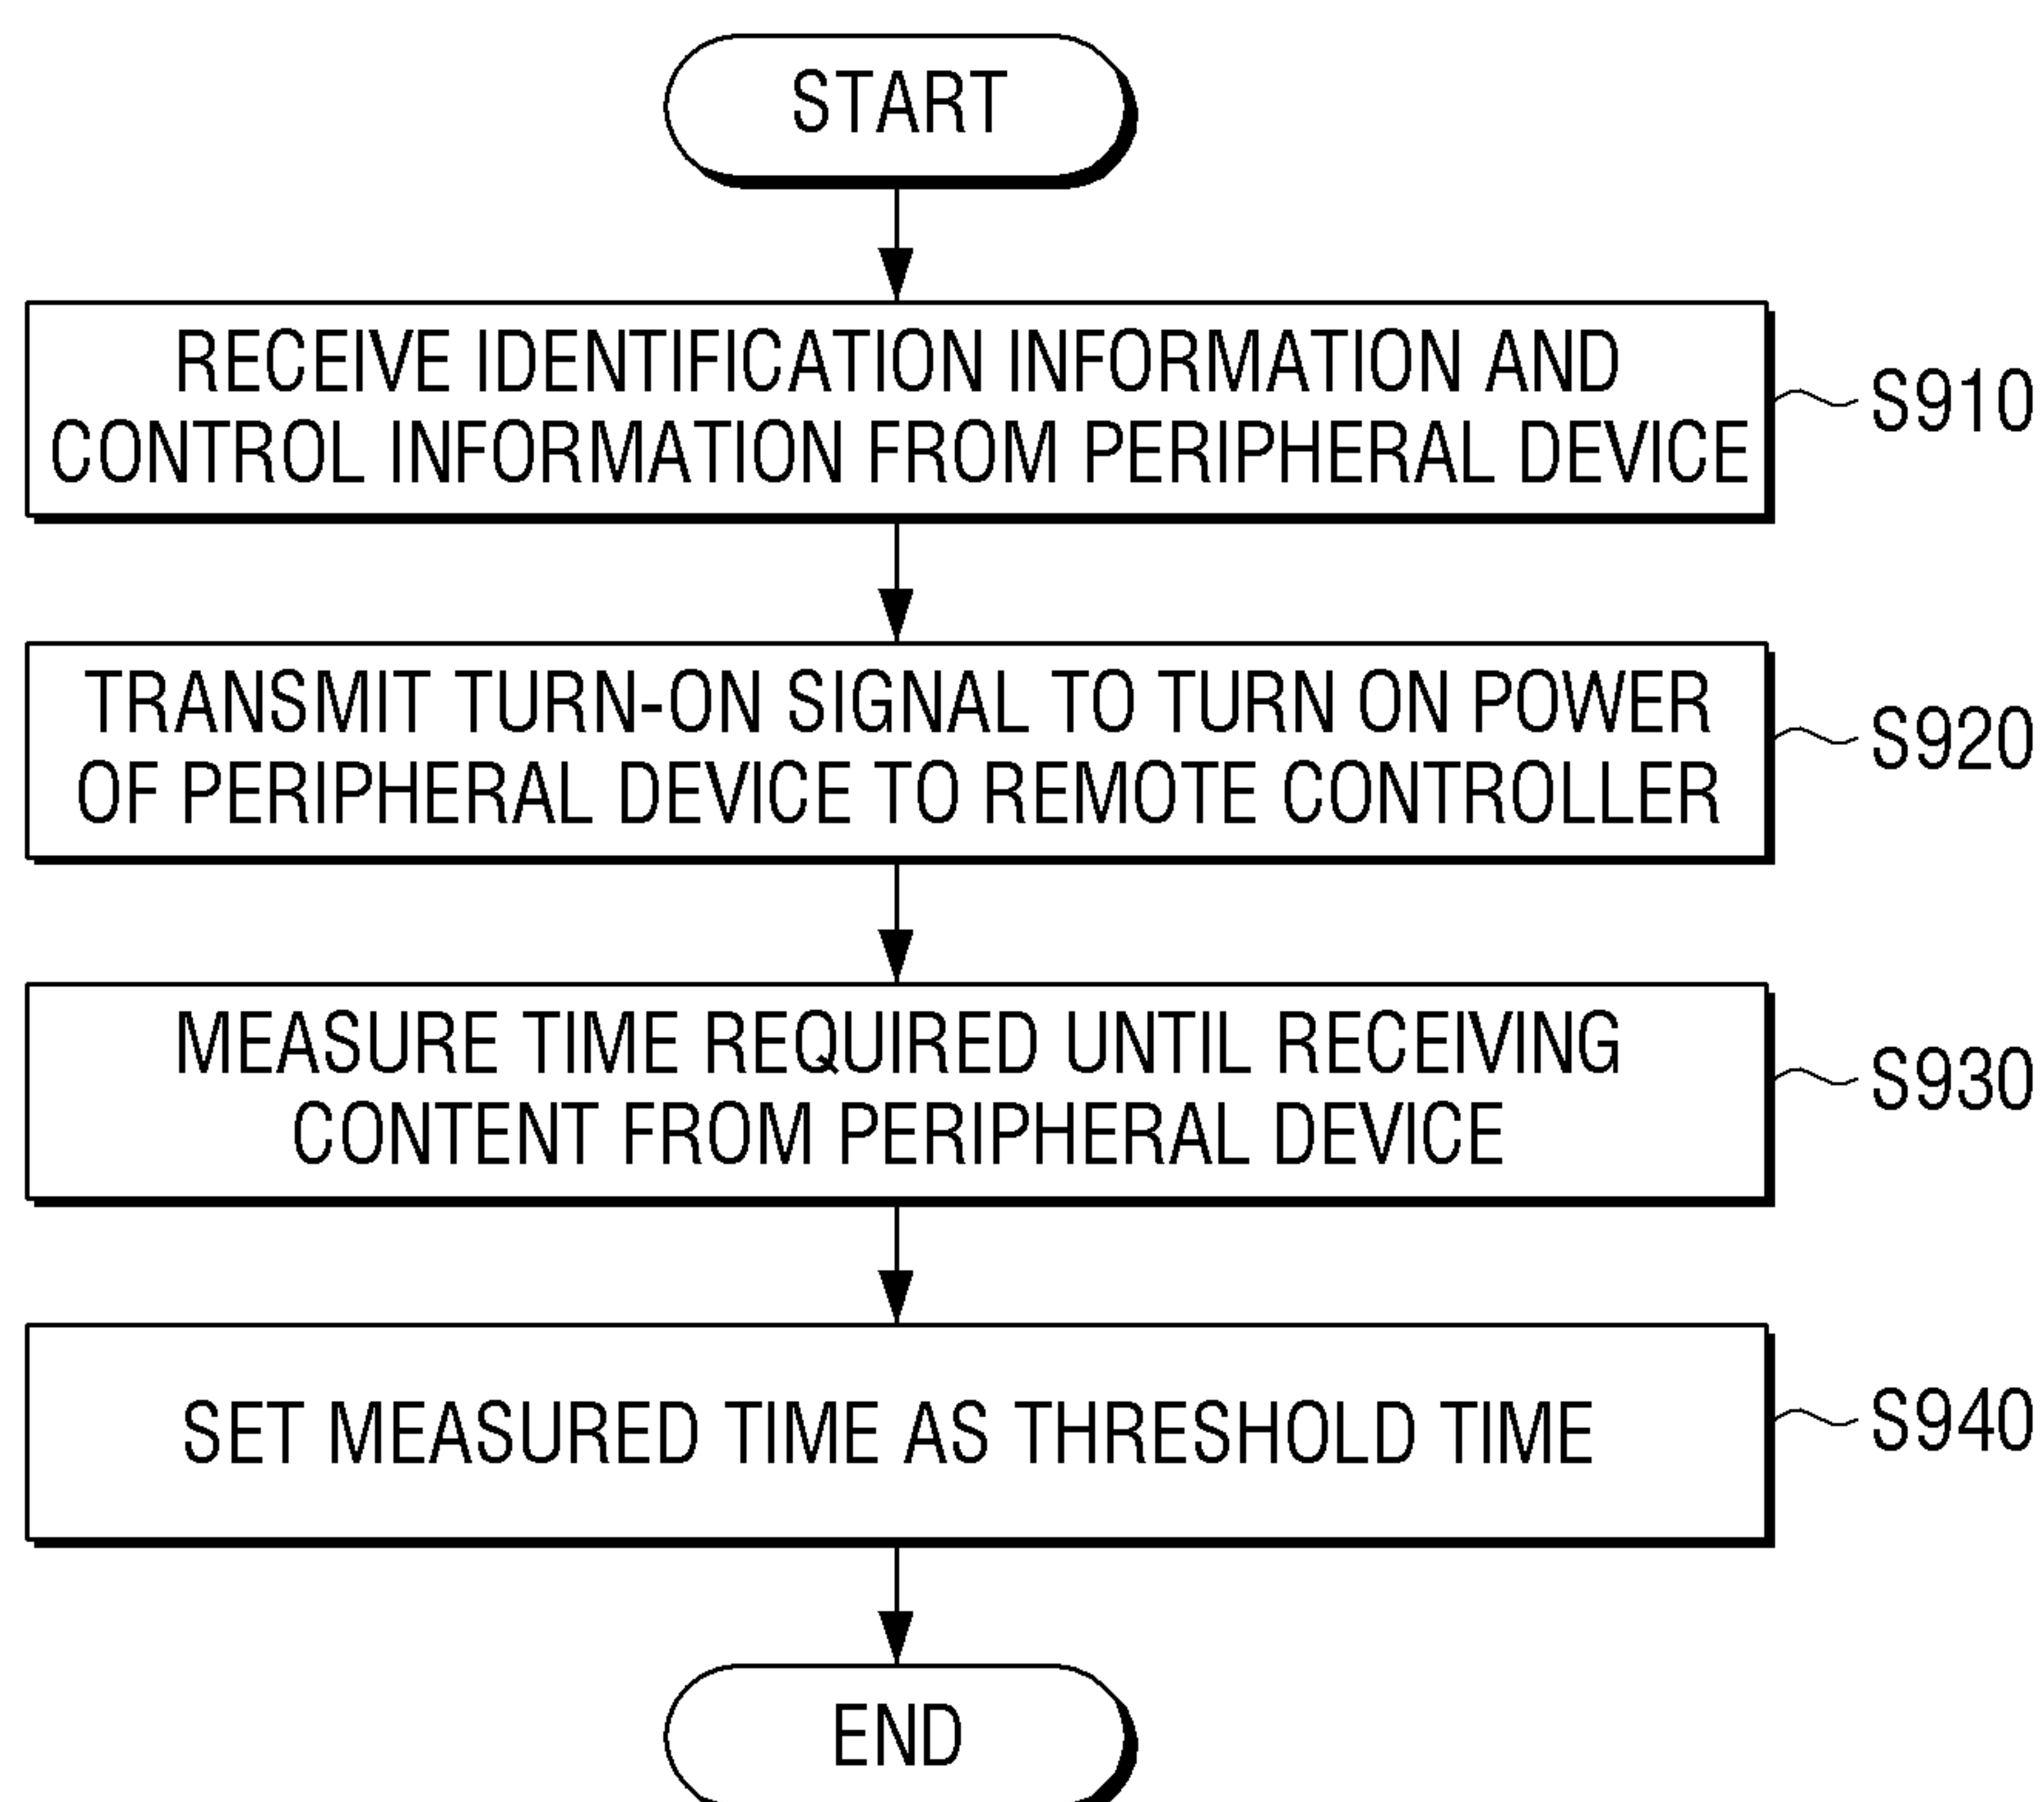 START
RECEIVE IDENTIFICATION INFORMATION AND
CONTROL INFORMATION FROM PERIPHERAL DEVICE
S910
TRANSMIT TURN-ON SIGNAL TO TURN ON POWER
OF PERIPHERAL DEVICE TO REMOTE CONTROLLER
S920
MEASURE TIME REQUIRED UNTIL RECEIVING
CONTENT FROM PERIPHERAL DEVICE
S930
SET MEASURED TIME AS THRESHOLD TIME
S940
END